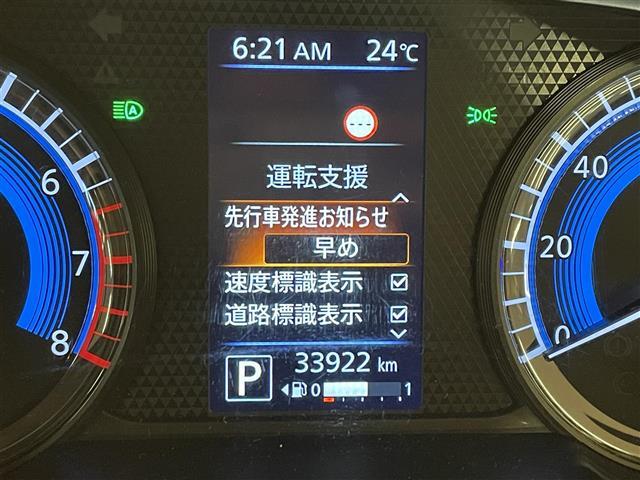 6:21 AM 24℃
---
運転支援
先行車発進お知らせ
早め
速度標識表示
道路標識表示
P 33922 km
0 1
A
6
7
8
40
20
0